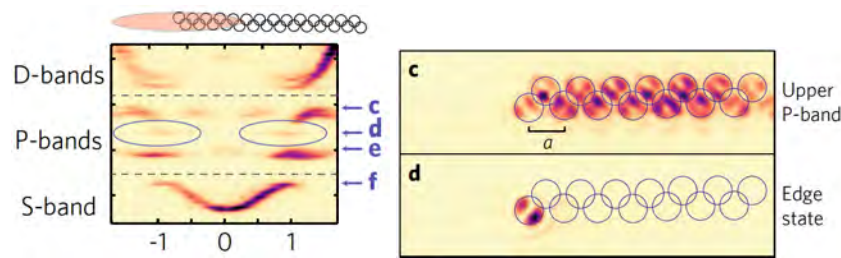 D-bands
P-bands
S-band
c
d
e
f
-1 0 1
c
a
Upper
P-band
d
Edge
state